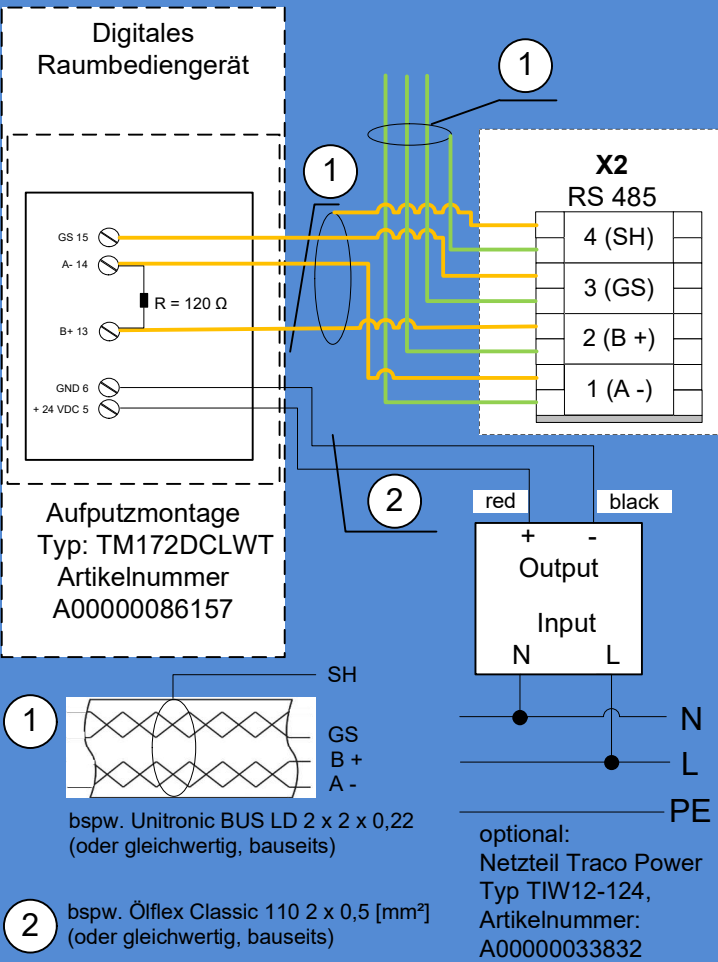 Digitales
Raumbediengerät
1
1
X2
RS 485
4 (SH)
3 (GS)
2 (B +)
1 (A -)
GS 15
A- 14
R = 120 Ω
B+ 13
GND 6
+ 24 VDC 5
2
red
black
Aufputzmontage
Typ: TM172DCLWT
Artikelnummer
A00000086157
+ -
Output
Input
N L
SH
1
GS
B +
A -
N
L
PE
bspw. Unitronic BUS LD 2 x 2 x 0,22
(oder gleichwertig, bauseits)
2
bspw. Ölflex Classic 110 2 x 0,5 [mm²]
(oder gleichwertig, bauseits)
optional:
Netzteil Traco Power
Typ TIW12-124,
Artikelnummer:
A00000033832